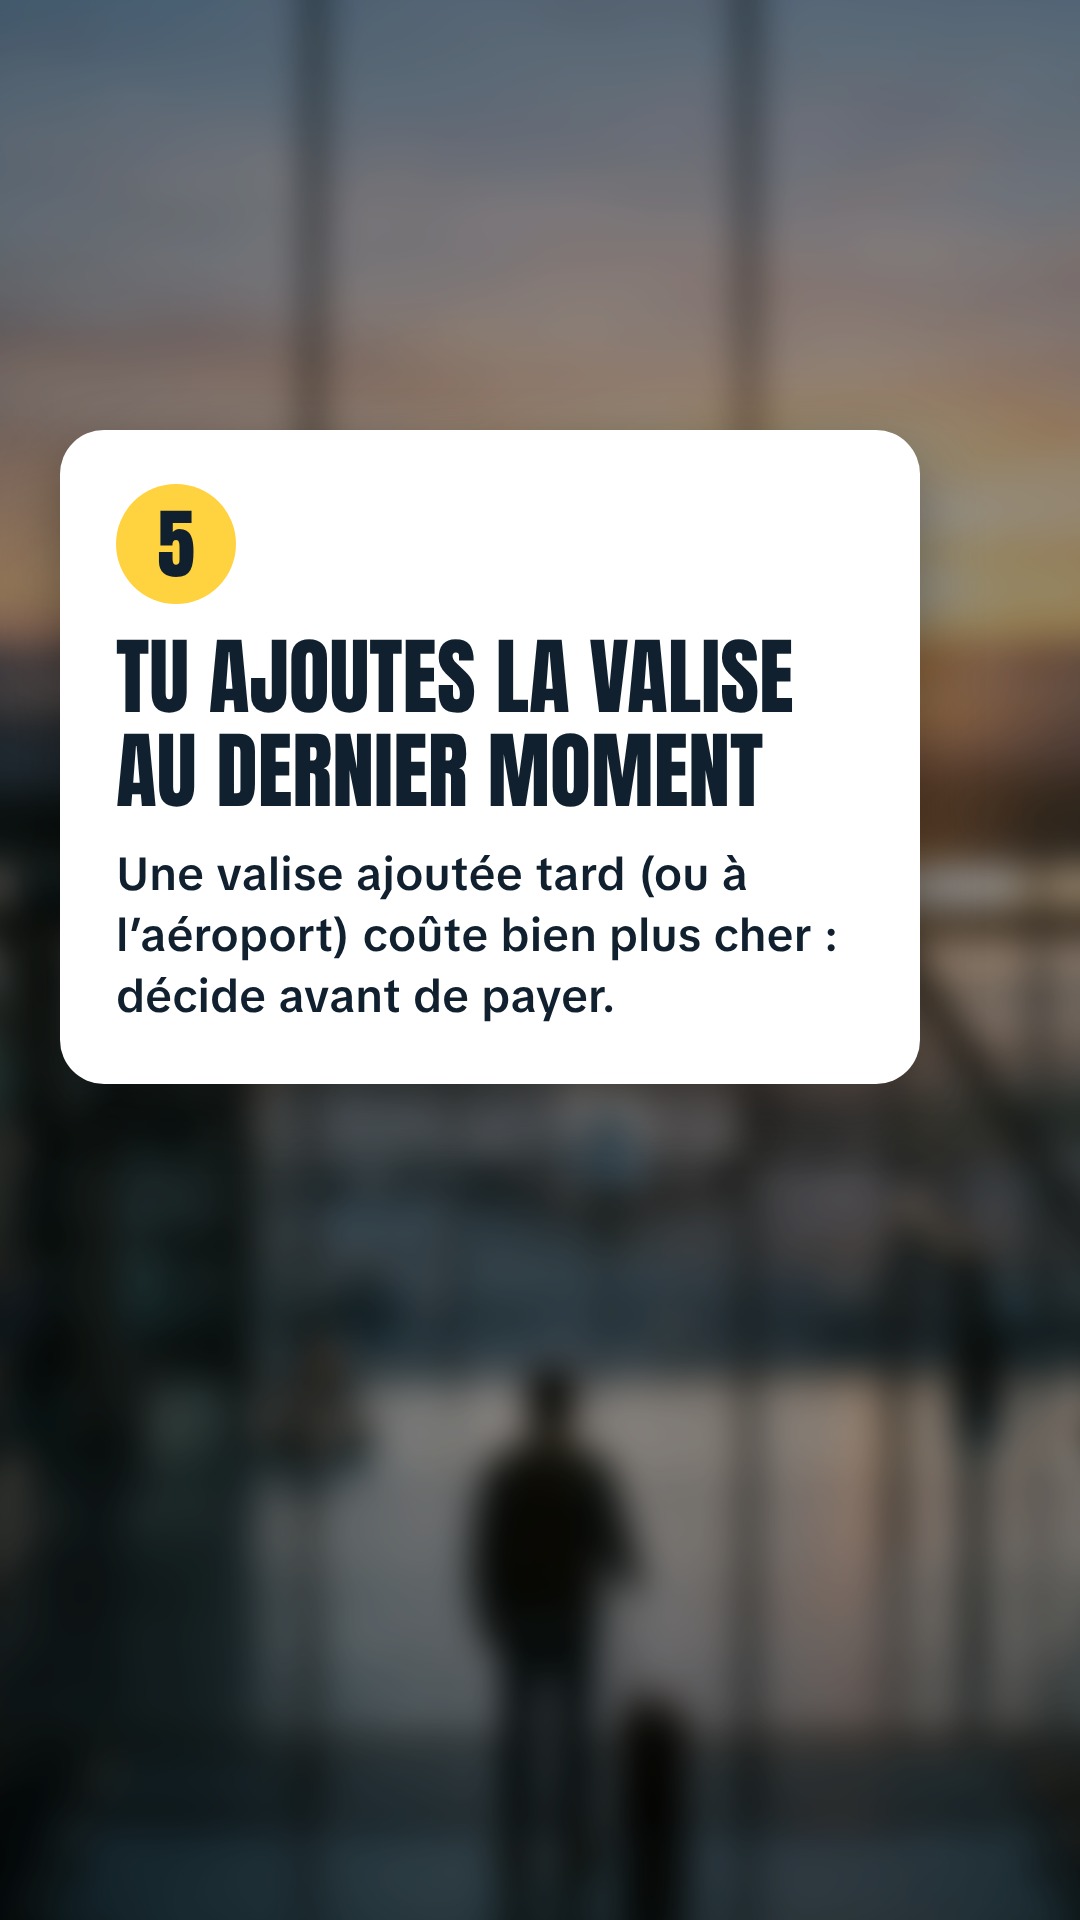 5
TU AJOUTES LA VALISE
AU DERNIER MOMENT
Une valise ajoutée tard (ou à
l’aéroport) coûte bien plus cher :
décide avant de payer.